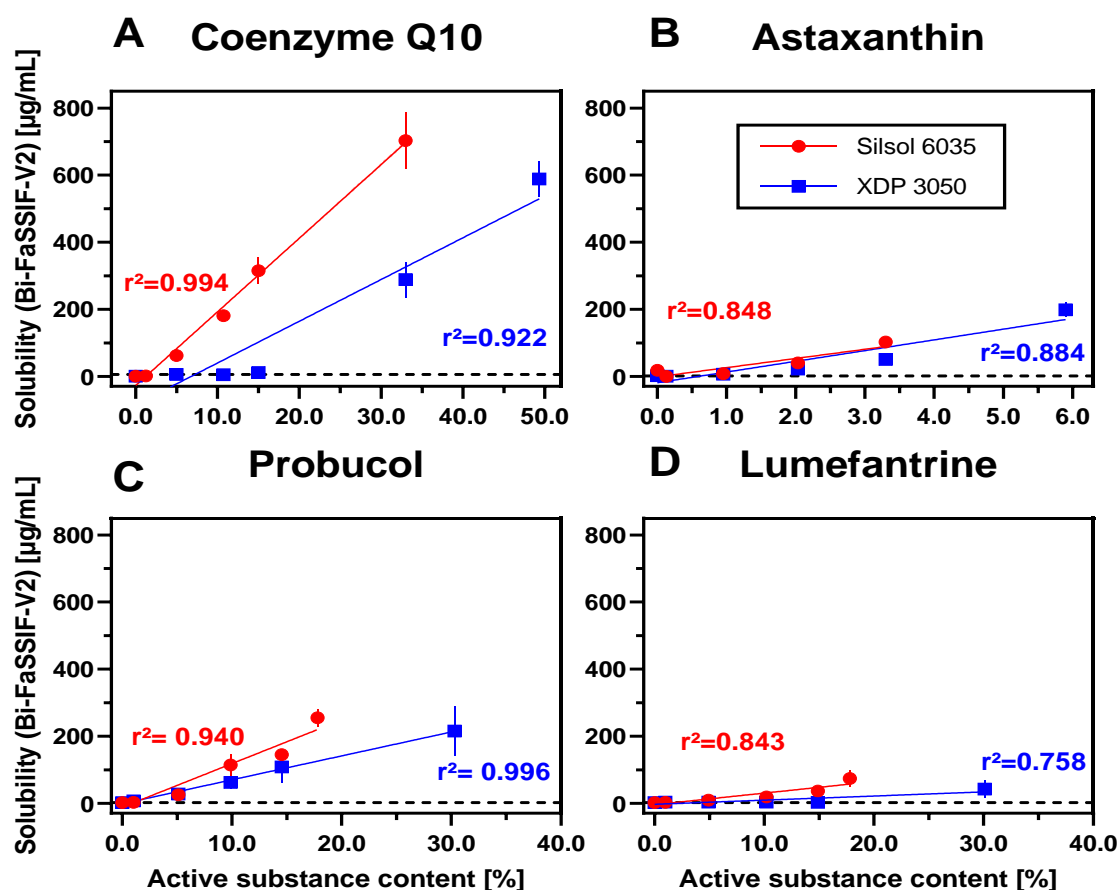 A Coenzyme Q10
B Astaxanthin
Solubility (Bi-FaSSIF-V2) [µg/mL]
800
600
400
200
0
r²=0.994
r²=0.922
0.0 10.0 20.0 30.0 40.0 50.0
800
600
400
200
0
Silsol 6035
XDP 3050
r²=0.848
r²=0.884
0.0 1.0 2.0 3.0 4.0 5.0 6.0
C Probucol
D Lumefantrine
Solubility (Bi-FaSSIF-V2) [µg/mL]
800
600
400
200
0
r²= 0.940
r²= 0.996
0.0 10.0 20.0 30.0 40.0
Active substance content [%]
800
600
400
200
0
r²=0.843
r²=0.758
0.0 10.0 20.0 30.0 40.0
Active substance content [%]